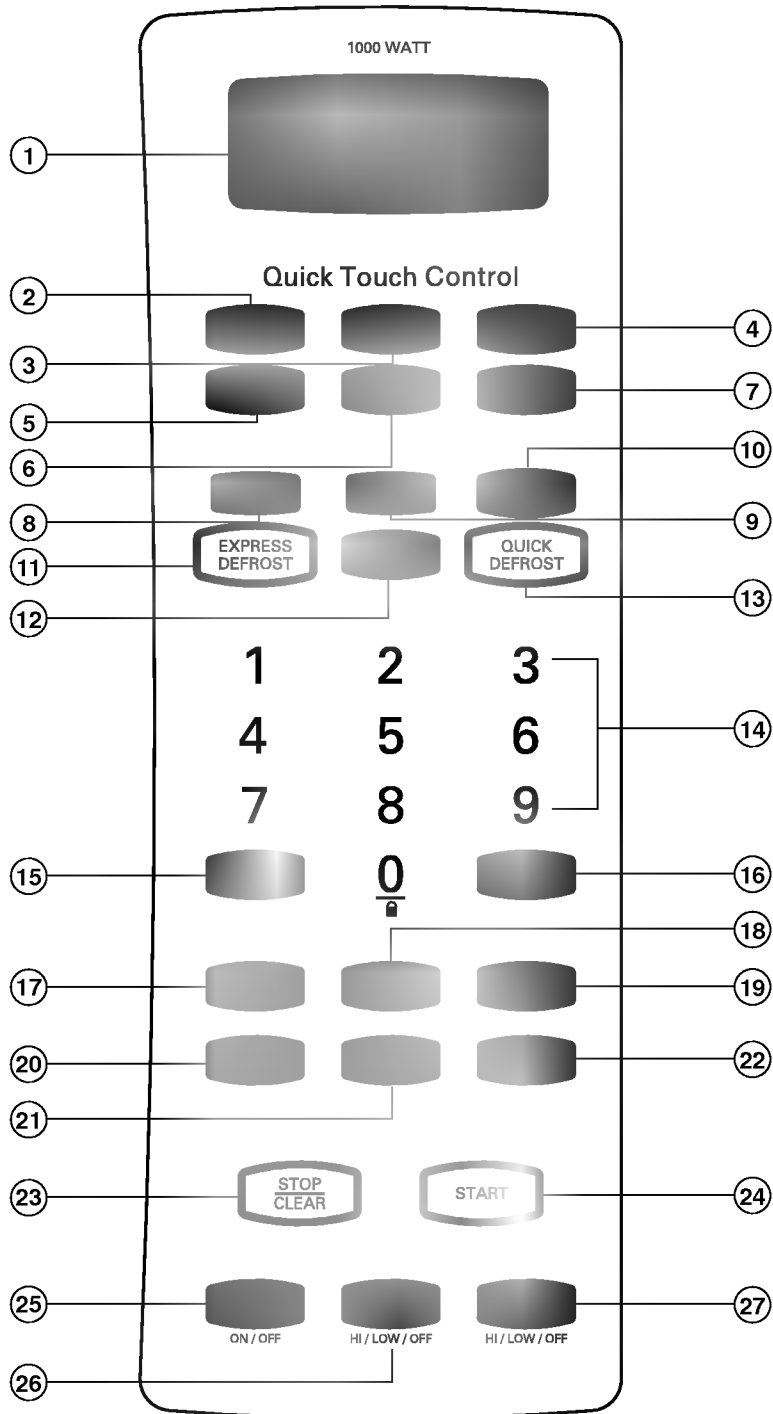 1000 WATT
1
Quick Touch Control
2
4
3
7
5
6
10
8
9
EXPRESS
DEFROST
QUICK
DEFROST
11
13
12
1 2 3
14
4 5 6
7 8 9
15
0
16
18
17
19
20
22
21
STOP
CLEAR
START
23
24
25
27
ON / OFF HI / LOW / OFF HI / LOW / OFF
26